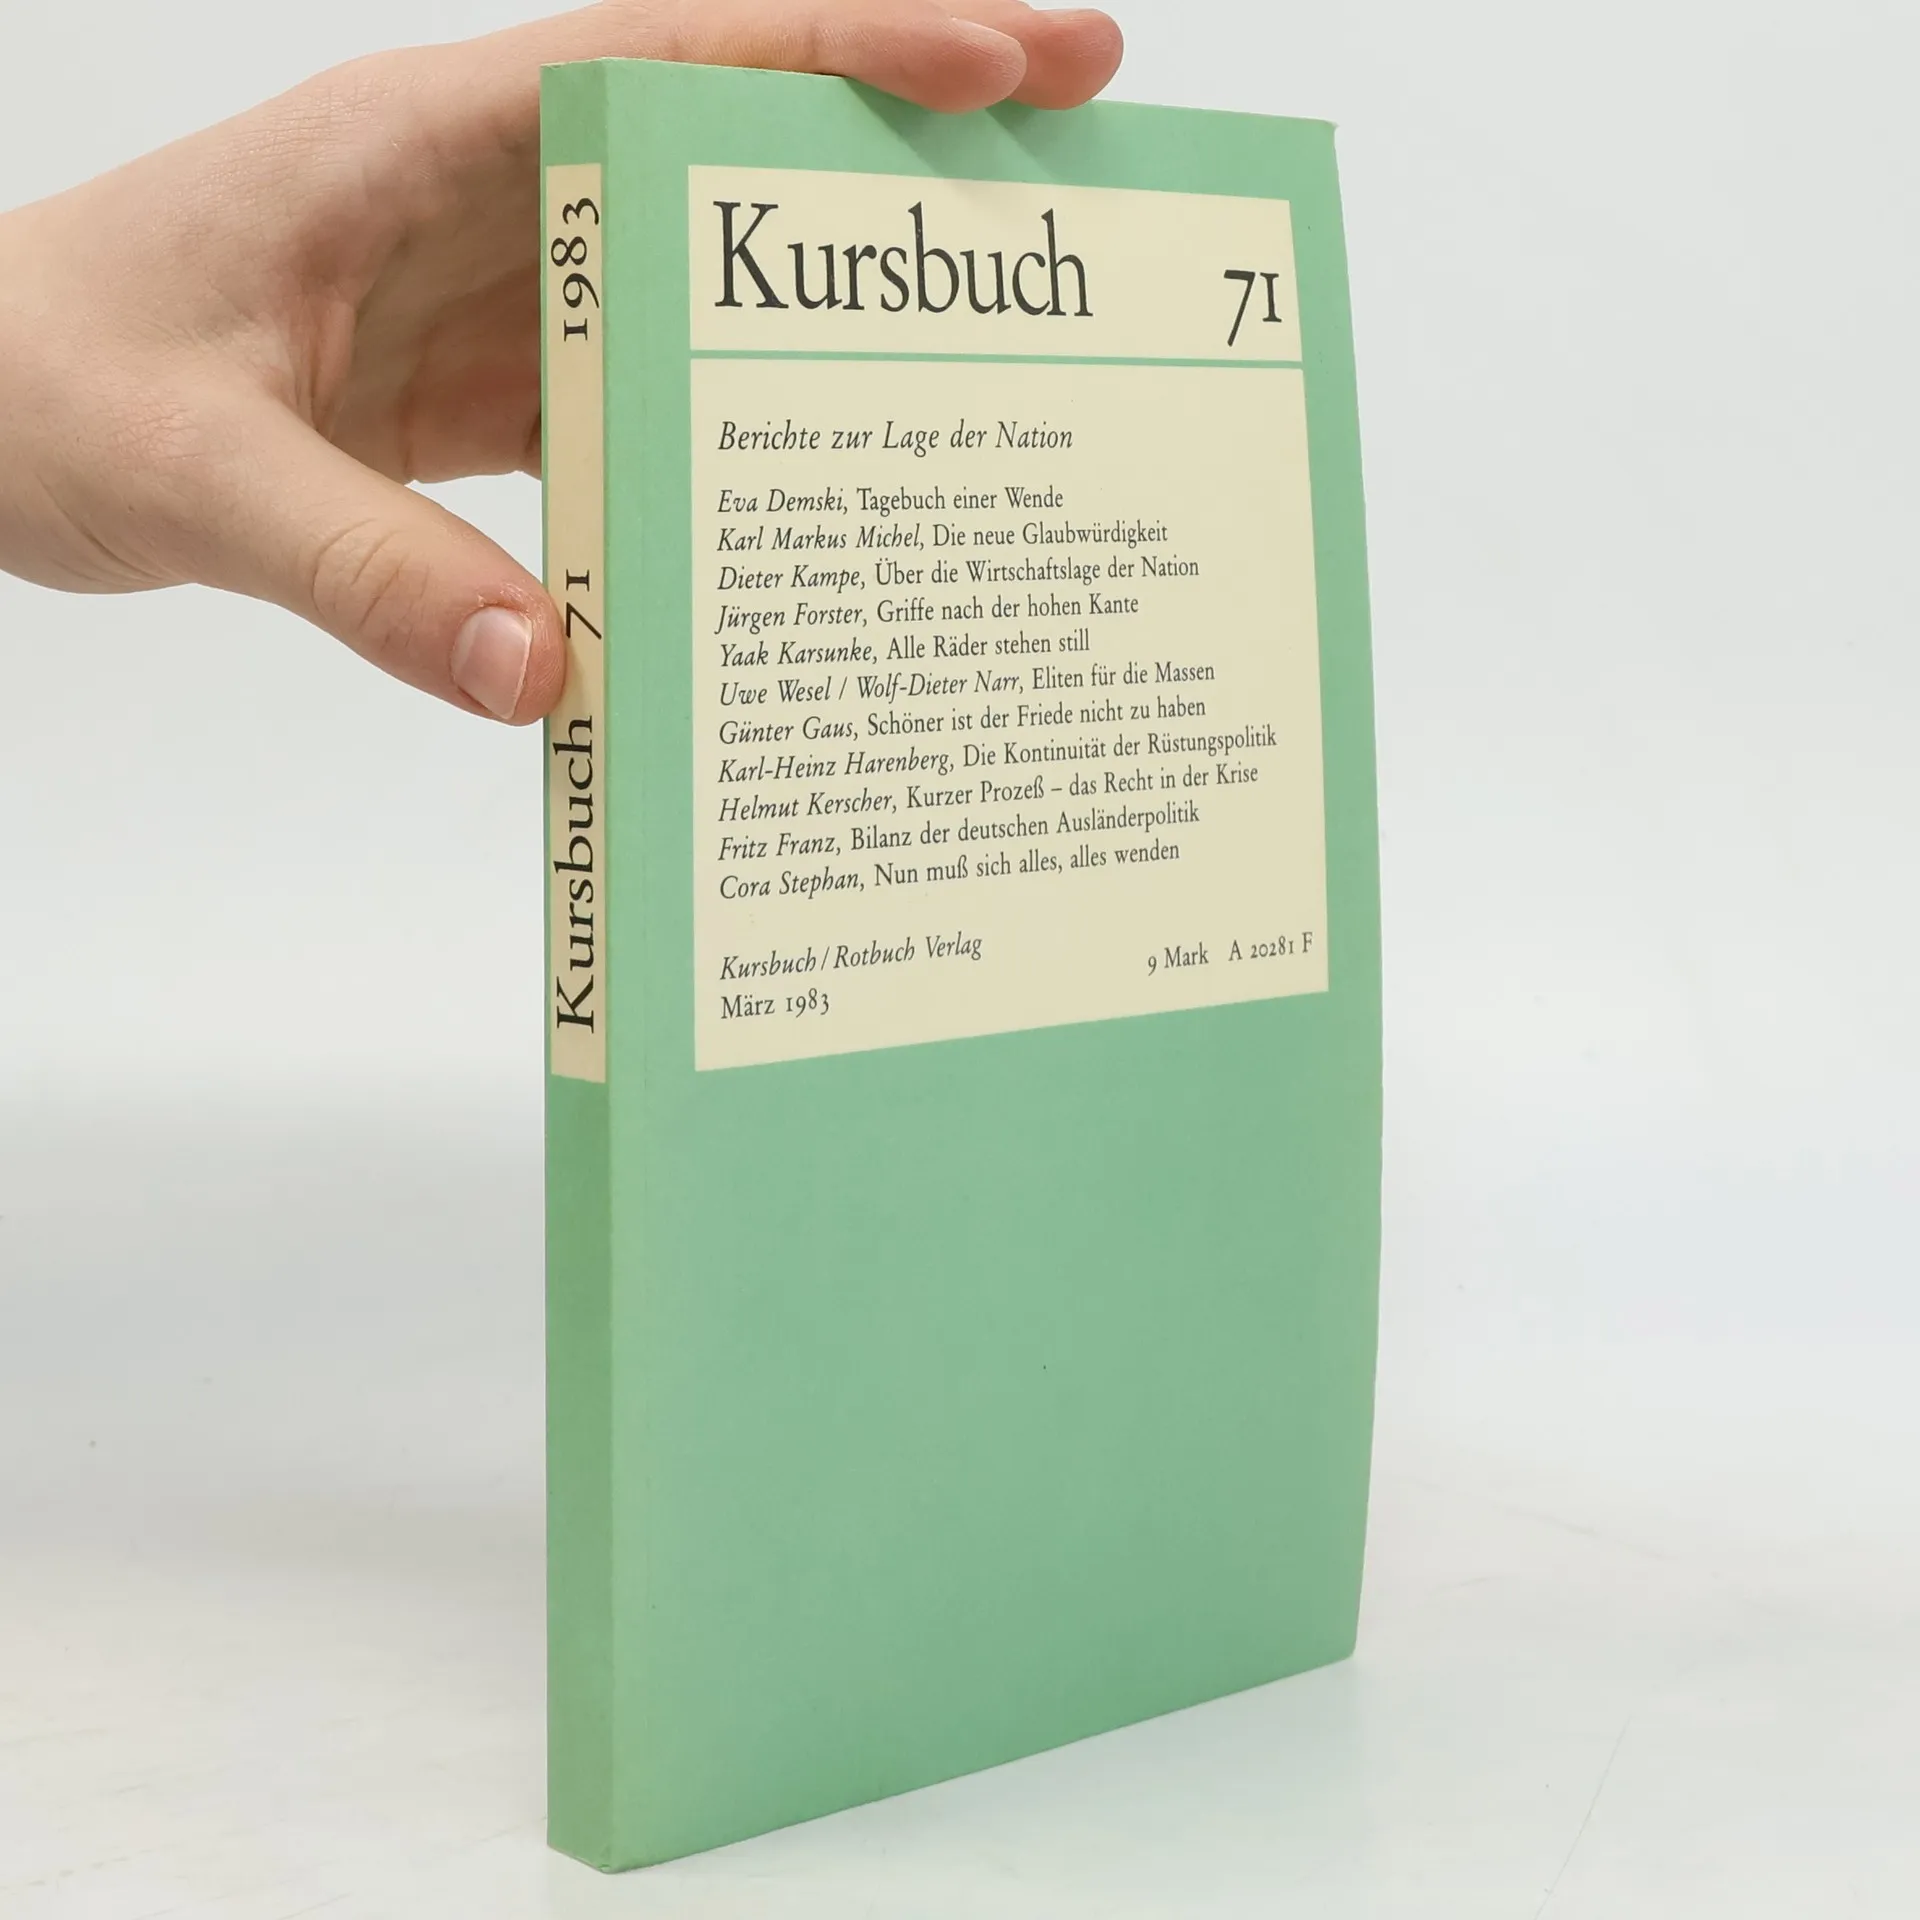 Kursbuch 71 1983
Kursbuch 71
Berichte zur Lage der Nation
Eva Demski, Tagebuch einer Wende
Karl Markus Michel, Die neue Glaubwürdigkeit
Dieter Kampe, Über die Wirtschaftslage der Nation
Jürgen Forster, Griffe nach der hohen Kante
Yaak Karsunke, Alle Räder stehen still
Uwe Wesel / Wolf-Dieter Narr, Eliten für die Massen
Günter Gaus, Schöner ist der Friede nicht zu haben
Karl-Heinz Harenberg, Die Kontinuität der Rüstungspolitik
Helmut Kerscher, Kurzer Prozeß – das Recht in der Krise
Fritz Franz, Bilanz der deutschen Ausländerpolitik
Cora Stephan, Nun muß sich alles, alles wenden
Kursbuch / Rotbuch Verlag 9 Mark A 20281 F
März 1983